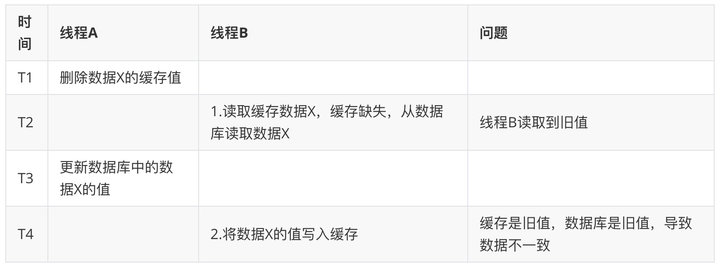 时
间
线程A
线程B
问题
T1
删除数据X的缓存值
T2
1.读取缓存数据X，缓存缺失，从数据
库读取数据X
线程B读取到旧值
T3
更新数据库中的数
据X的值
T4
2.将数据X的值写入缓存
缓存是旧值，数据库是旧值，导致
数据不一致